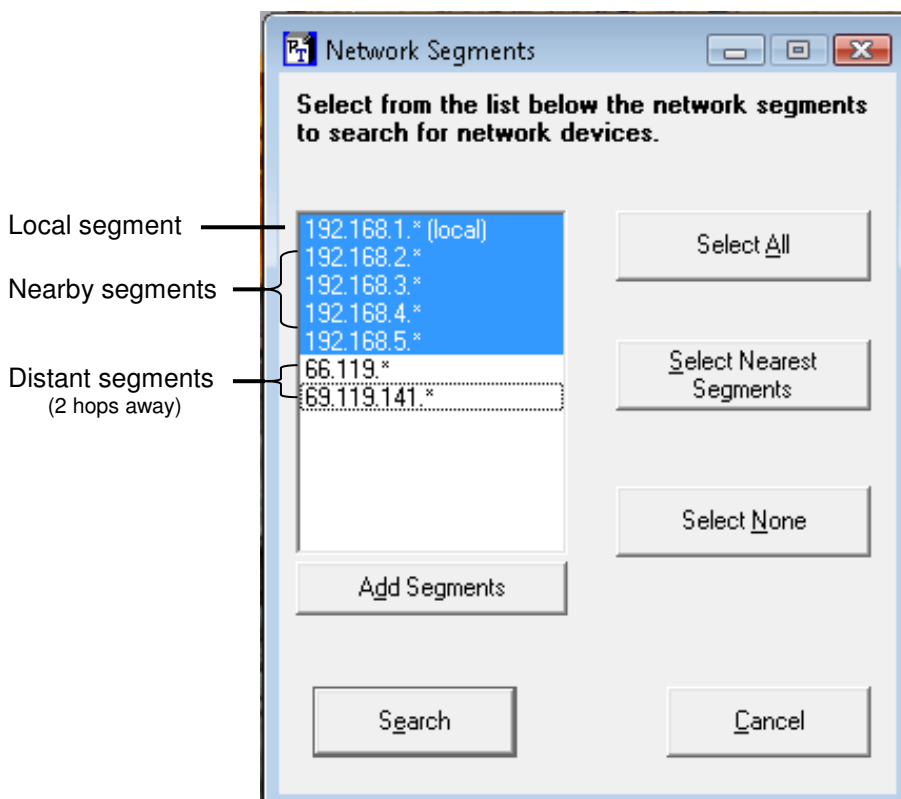 Network Segments
Select from the list below the network segments
to search for network devices.
Local segment
Nearby segments
Distant segments
(2 hops away)
192.168.1.* (local)
192.168.2.*
192.168.3.*
192.168.4.*
192.168.5.*
66.119.*
69.119.141.*
Select All
Select Nearest
Segments
Select None
Add Segments
Search
Cancel